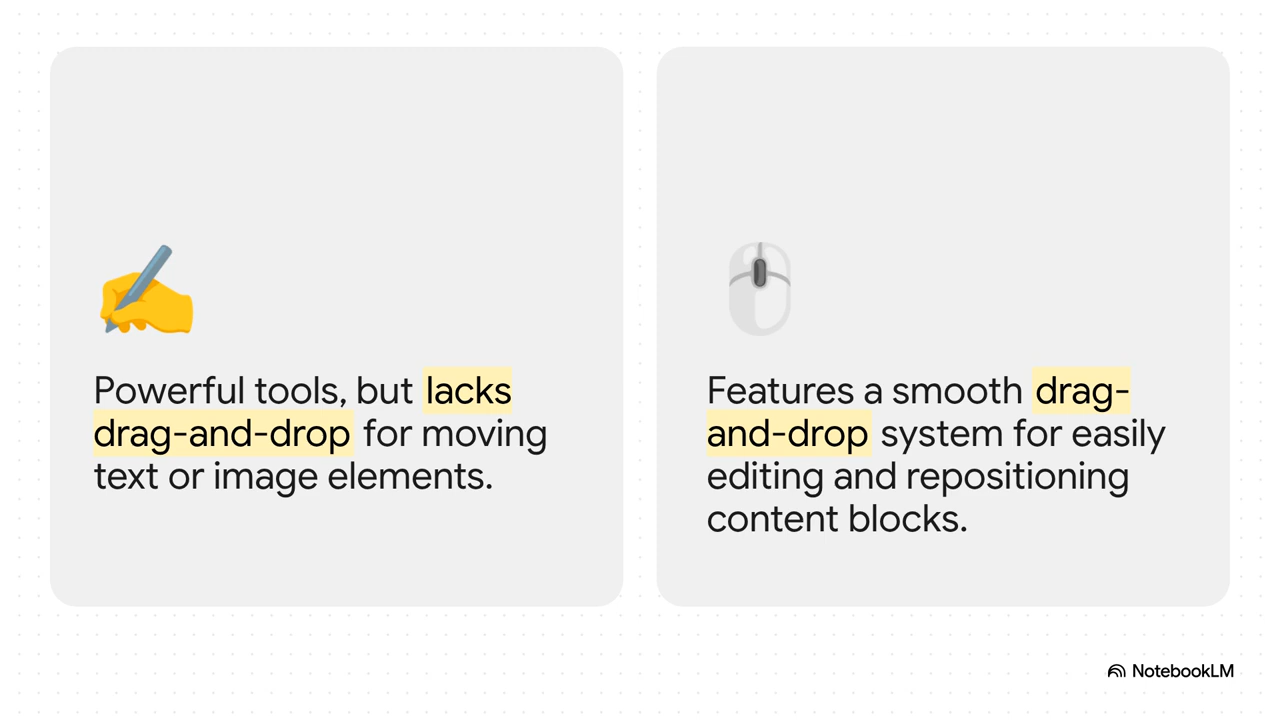 Powerful tools, but lacks
drag-and-drop for moving
text or image elements.
Features a smooth drag-
and-drop system for easily
editing and repositioning
content blocks.
NotebookLM